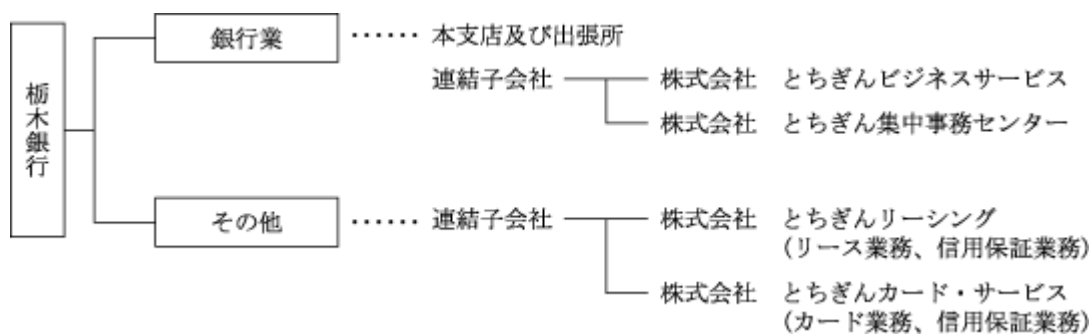 栃木銀行
銀行業 ‥‥‥ 本支店及び出張所
連結子会社 株式会社 とちぎんビジネスサービス
株式会社 とちぎん集中事務センター
その他 ‥‥‥ 連結子会社 株式会社 とちぎんリーシング
(リース業務、信用保証業務)
株式会社 とちぎんカード・サービス
(カード業務、信用保証業務)